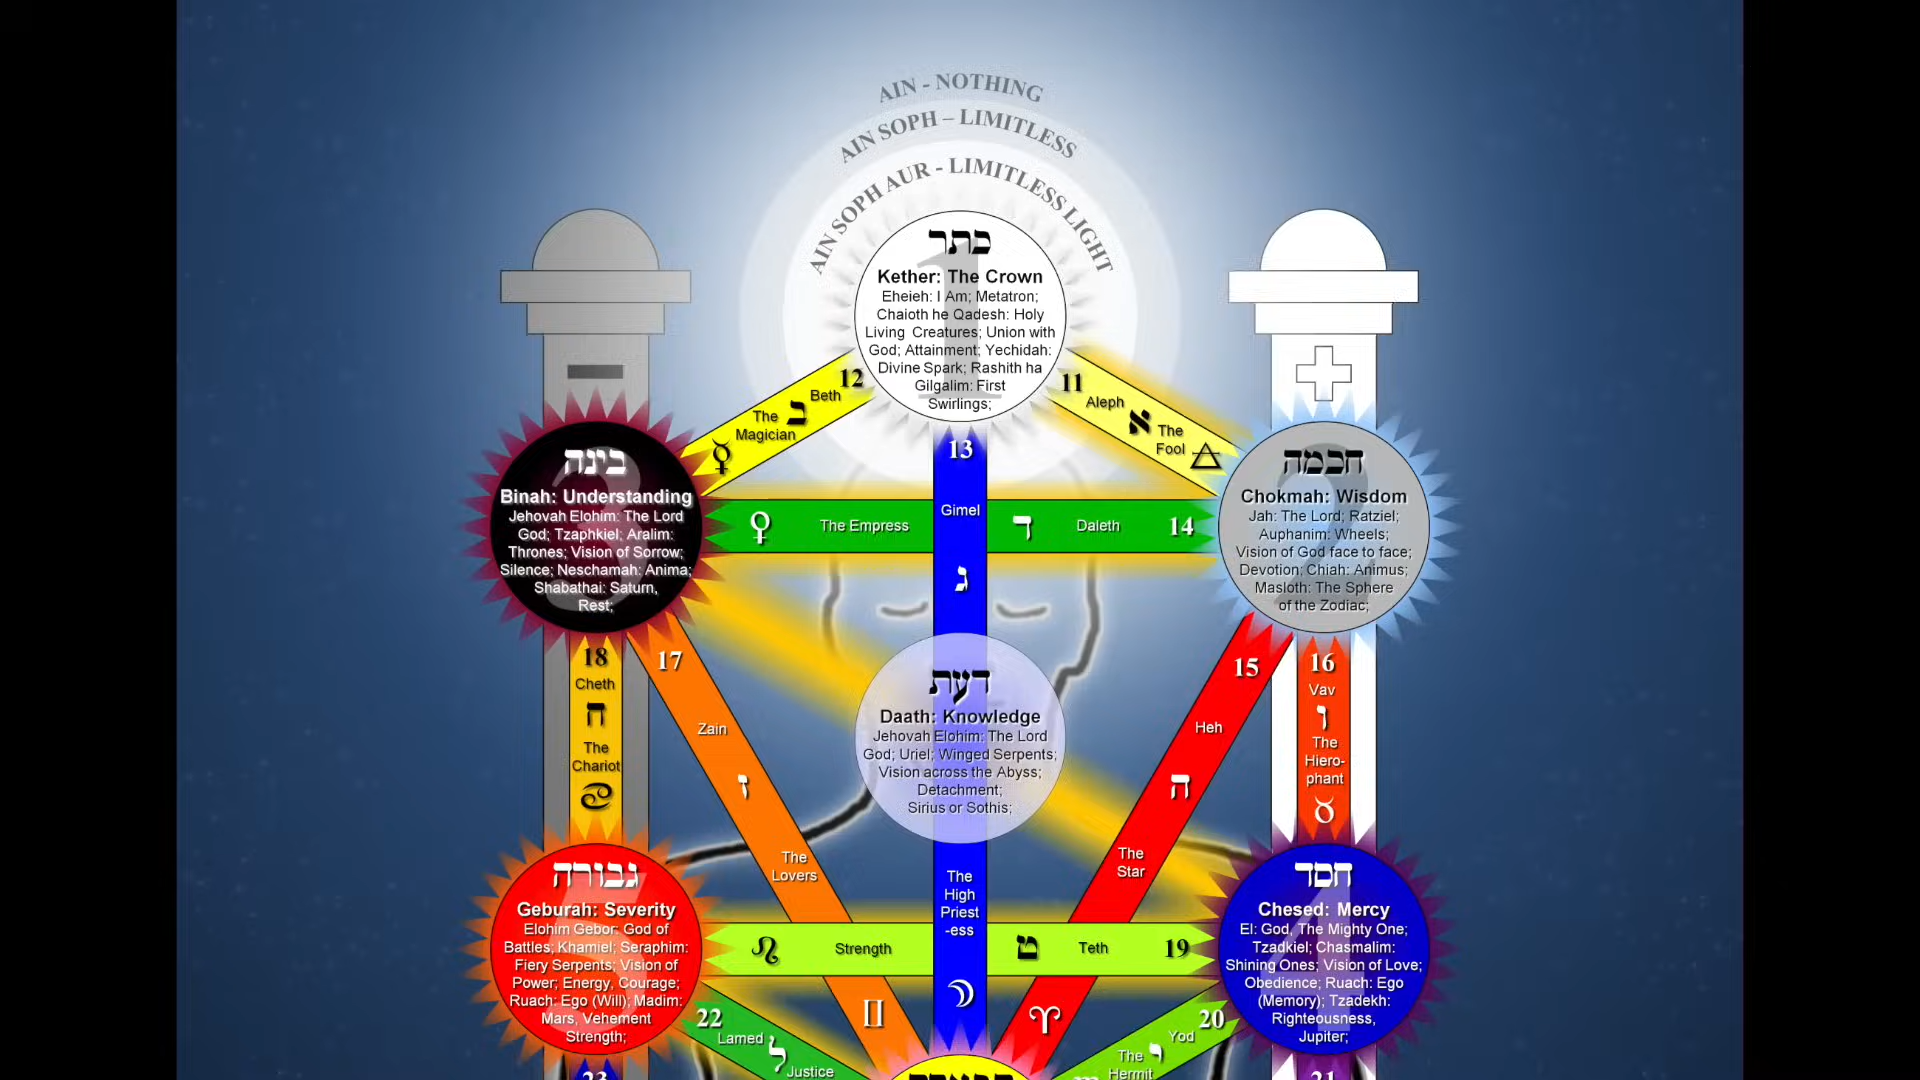 AIN - NOTHING
AIN SOPH – LIMITLESS
AIN SOPH AUR - LIMITLESS LIGHT
כתר
1
Kether: The Crown
Eheieh: I Am; Metatron;
Chaioth he Qadesh: Holy
Living Creatures; Union with
God; Attainment; Yechidah:
Divine Spark; Rashith ha
Gilgalim: First
Swirlings;
12
Beth
ב
The
Magician
11
Aleph
א
The
Fool
בינה
3
Binah: Understanding
Jehovah Elohim: The Lord
God; Tzaphkiel; Aralim:
Thrones; Vision of Sorrow;
Silence; Neschamah: Anima;
Shabathai: Saturn,
Rest;
חכמה
2
Chokmah: Wisdom
Jah: The Lord; Ratziel;
Auphanim: Wheels;
Vision of God face to face;
Devotion; Chiah: Animus;
Masloth: The Sphere
of the Zodiac;
13
Gimel
ג
The Empress
ד
Daleth
14
דעת
Daath: Knowledge
Jehovah Elohim: The Lord
God; Uriel; Winged Serpents;
Vision across the Abyss;
Detachment;
Sirius or Sothis;
18
Cheth
ח
The
Chariot
17
Zain
ז
The
Lovers
15
Heh
ה
The
Star
16
Vav
ו
The
Hiero-
phant
The
High
Priest
-ess
גבורה
5
Geburah: Severity
Elohim Gebor: God of
Battles; Khamiel; Seraphim:
Fiery Serpents; Vision of
Power; Energy, Courage;
Ruach: Ego (Will); Madim:
Mars, Vehement
Strength;
Strength
ט
Teth
19
חסד
4
Chesed: Mercy
El: God, The Mighty One;
Tzadkiel; Chasmalim:
Shining Ones; Vision of Love;
Obedience; Ruach: Ego
(Memory); Tzadekh:
Righteousness,
Jupiter;
22
Lamed
ל
Justice
20
Yod
י
The
Hermit
23
21